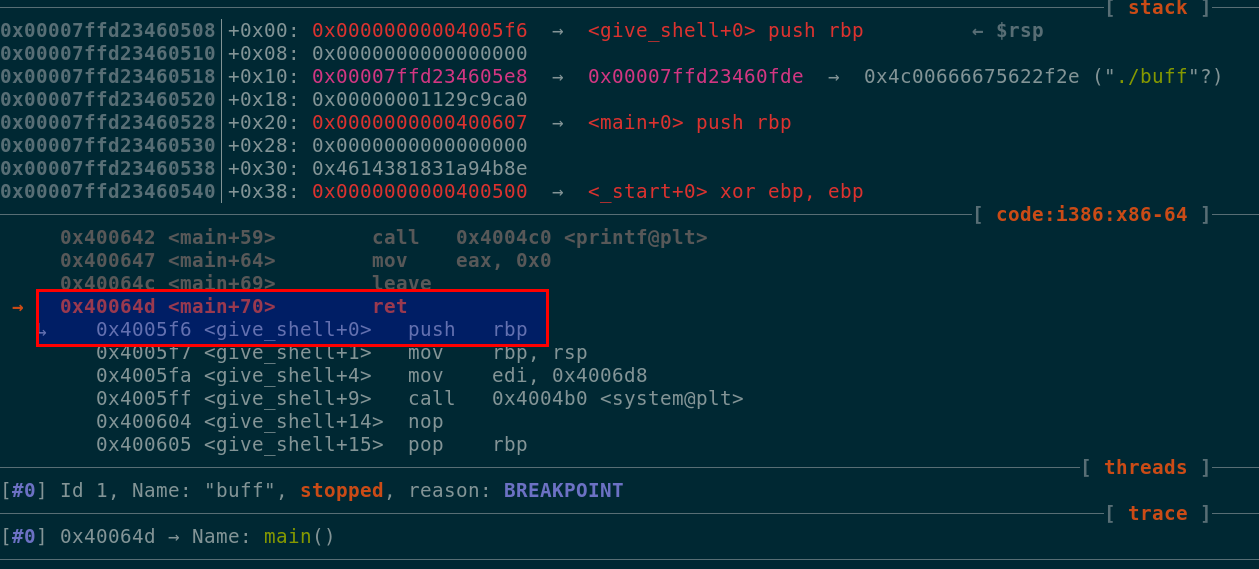 [ stack ]
0x00007ffd23460508│+0x00: 0x00000000004005f6  →  <give_shell+0> push rbp         ← $rsp
0x00007ffd23460510│+0x08: 0x0000000000000000
0x00007ffd23460518│+0x10: 0x00007ffd234605e8  →  0x00007ffd23460fde  →  0x4c00666675622f2e ("./buff"?)
0x00007ffd23460520│+0x18: 0x00000001129c9ca0
0x00007ffd23460528│+0x20: 0x0000000000400607  →  <main+0> push rbp
0x00007ffd23460530│+0x28: 0x0000000000000000
0x00007ffd23460538│+0x30: 0x4614381831a94b8e
0x00007ffd23460540│+0x38: 0x0000000000400500  →  <_start+0> xor ebp, ebp
[ code:i386:x86-64 ]
0x400642 <main+59>        call   0x4004c0 <printf@plt>
0x400647 <main+64>        mov    eax, 0x0
0x40064c <main+69>        leave
→   0x40064d <main+70>        ret
↳    0x4005f6 <give_shell+0>   push   rbp
0x4005f7 <give_shell+1>   mov    rbp, rsp
0x4005fa <give_shell+4>   mov    edi, 0x4006d8
0x4005ff <give_shell+9>   call   0x4004b0 <system@plt>
0x400604 <give_shell+14>  nop
0x400605 <give_shell+15>  pop    rbp
[ threads ]
[#0] Id 1, Name: "buff", stopped, reason: BREAKPOINT
[ trace ]
[#0] 0x40064d → Name: main()